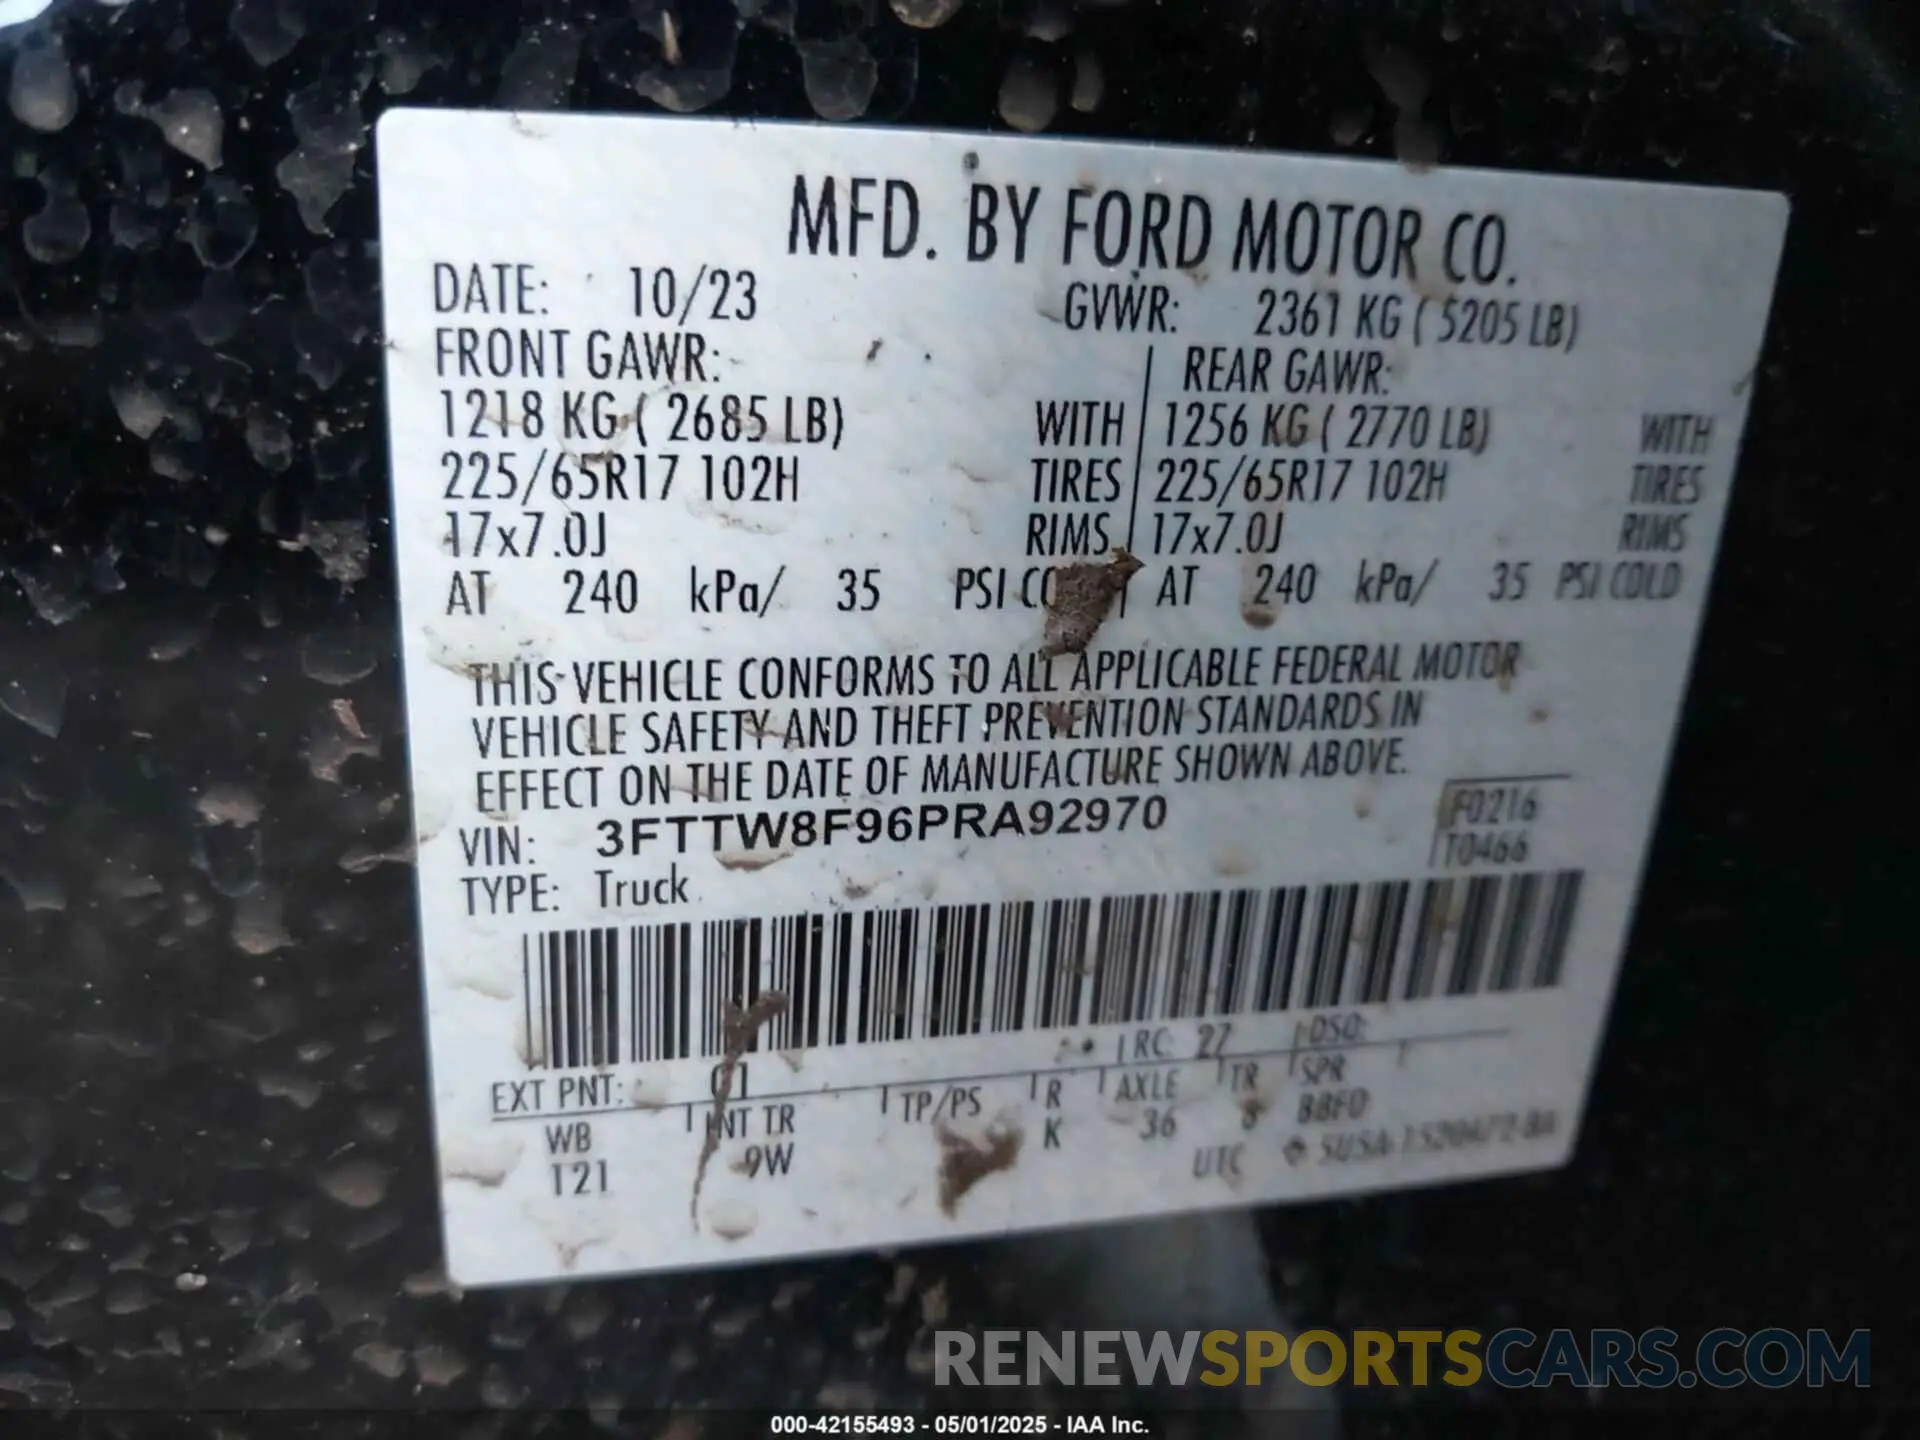 MFD. BY FORD MOTOR CO.
DATE: 10/23 GVWR: 2361 KG ( 5205 LB)
FRONT GAWR: REAR GAWR:
1218 KG ( 2685 LB) WITH 1256 KG ( 2770 LB) WITH
225/65R17 102H TIRES 225/65R17 102H TIRES
17x7.0J RIMS 17x7.0J RIMS
AT 240 kPa/ 35 PSI AT 240 kPa/ 35 PSI COLD
THIS VEHICLE CONFORMS TO ALL APPLICABLE FEDERAL MOTOR
VEHICLE SAFETY AND THEFT PREVENTION STANDARDS IN
EFFECT ON THE DATE OF MANUFACTURE SHOWN ABOVE.
VIN: 3FTTW8F96PRA92970 F0216
TYPE: Truck T0466
EXT PNT: RC: 27 DSO:
WB INT TR TP/PS R AXLE TR SPR
121 9W K 36 8 BBFD
UTC
RENEWSPORTSCARS.COM
000-42155493 - 05/01/2025 - IAA Inc.